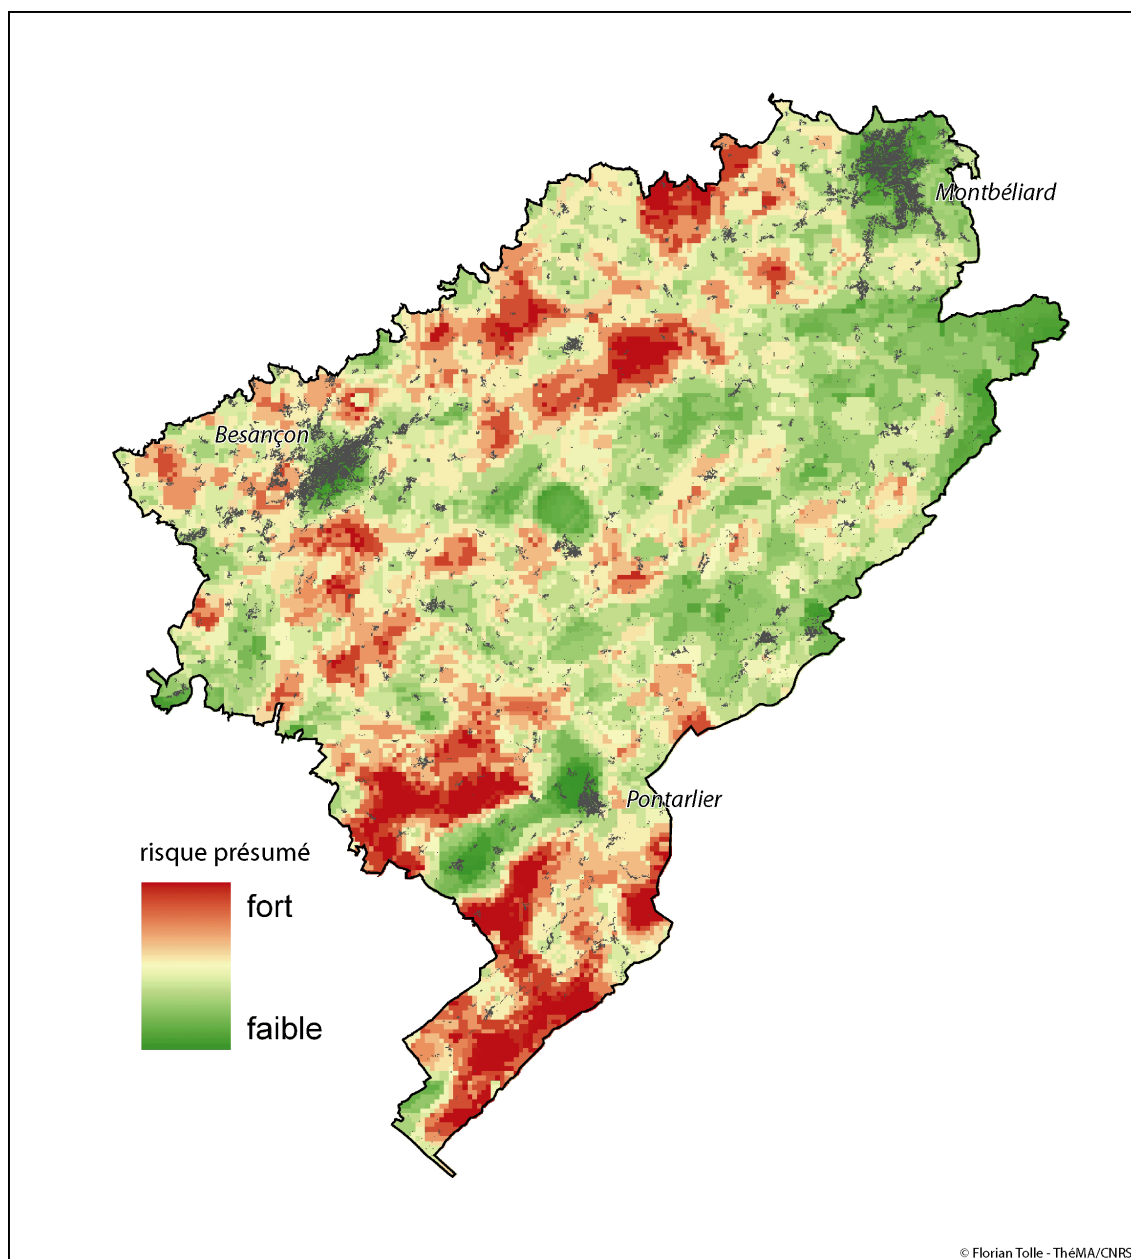 Montbéliard
Besançon
Pontarlier
risque présumé
fort
faible
© Florian Tolle - ThéMA/CNRS